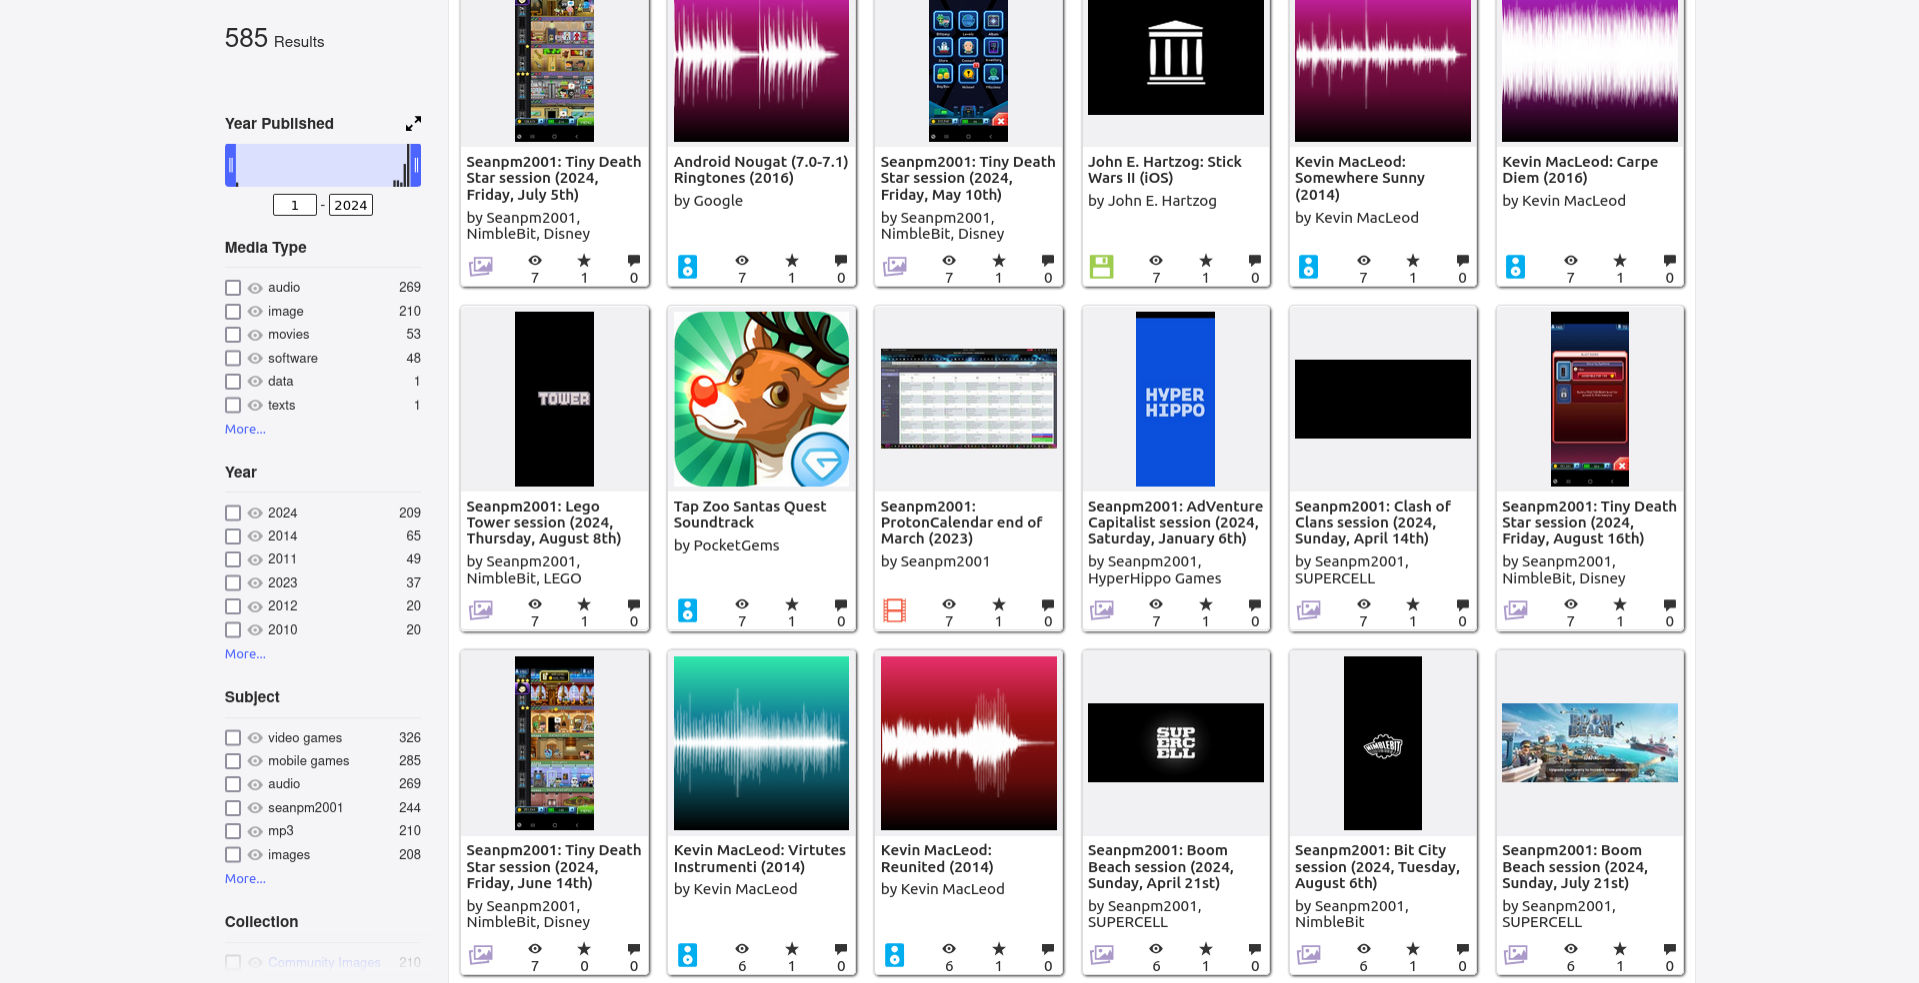 585 Results
Year Published
1 - 2024
Media Type
audio 269
image 210
movies 53
software 48
data 1
texts 1
More...
Year
2024 209
2014 65
2011 49
2023 37
2012 20
2010 20
More...
Subject
video games 326
mobile games 285
audio 269
seanpm2001 244
mp3 210
images 208
More...
Collection
Community Images 210
Seanpm2001: Tiny Death
Star session (2024,
Friday, July 5th)
by Seanpm2001,
NimbleBit, Disney
7 1 0
Android Nougat (7.0-7.1)
Ringtones (2016)
by Google
7 1 0
Seanpm2001: Tiny Death
Star session (2024,
Friday, May 10th)
by Seanpm2001,
NimbleBit, Disney
7 1 0
John E. Hartzog: Stick
Wars II (iOS)
by John E. Hartzog
7 1 0
Kevin MacLeod:
Somewhere Sunny
(2014)
by Kevin MacLeod
7 1 0
Kevin MacLeod: Carpe
Diem (2016)
by Kevin MacLeod
7 1 0
TOWER
Seanpm2001: Lego
Tower session (2024,
Thursday, August 8th)
by Seanpm2001,
NimbleBit, LEGO
7 1 0
Tap Zoo Santas Quest
Soundtrack
by PocketGems
7 1 0
Seanpm2001:
ProtonCalendar end of
March (2023)
by Seanpm2001
7 1 0
HYPER
HIPPO
Seanpm2001: AdVenture
Capitalist session (2024,
Saturday, January 6th)
by Seanpm2001,
HyperHippo Games
7 1 0
Seanpm2001: Clash of
Clans session (2024,
Sunday, April 14th)
by Seanpm2001,
SUPERCELL
7 1 0
Seanpm2001: Tiny Death
Star session (2024,
Friday, August 16th)
by Seanpm2001,
NimbleBit, Disney
7 1 0
Seanpm2001: Tiny Death
Star session (2024,
Friday, June 14th)
by Seanpm2001,
NimbleBit, Disney
7 0 0
Kevin MacLeod: Virtutes
Instrumenti (2014)
by Kevin MacLeod
6 1 0
Kevin MacLeod:
Reunited (2014)
by Kevin MacLeod
6 1 0
SUP
ERC
ELL
Seanpm2001: Boom
Beach session (2024,
Sunday, April 21st)
by Seanpm2001,
SUPERCELL
6 1 0
NIMBLEBIT
Seanpm2001: Bit City
session (2024, Tuesday,
August 6th)
by Seanpm2001,
NimbleBit
6 1 0
BOOM
BEACH
Seanpm2001: Boom
Beach session (2024,
Sunday, July 21st)
by Seanpm2001,
SUPERCELL
6 1 0